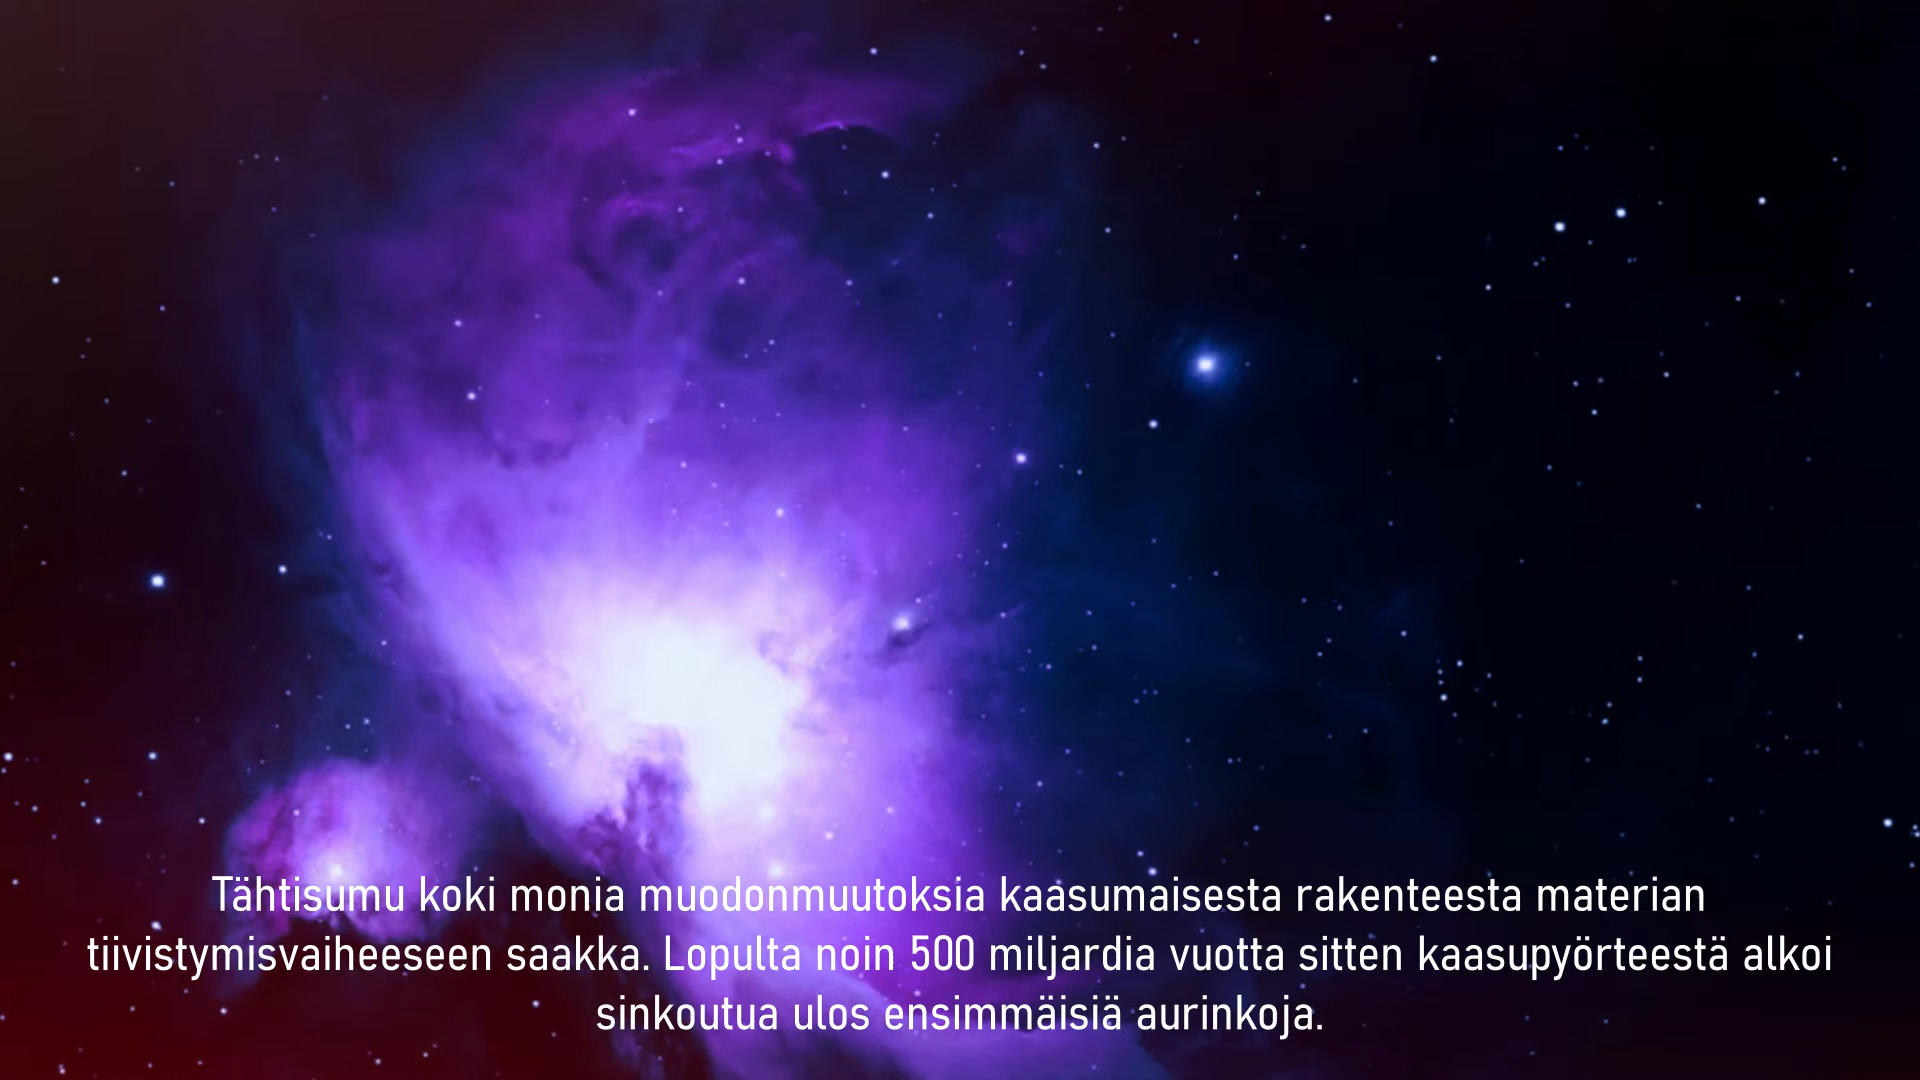 Tähtisumu koki monia muodonmuutoksia kaasumaisesta rakenteesta materian
tiivistymisvaiheeseen saakka. Lopulta noin 500 miljardia vuotta sitten kaasupyörteestä alkoi
sinkoutua ulos ensimmäisiä aurinkoja.